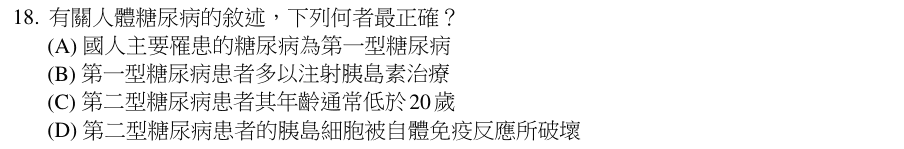 18. 有關人體糖尿病的敘述，下列何者最正確？
(A) 國人主要罹患的糖尿病為第一型糖尿病
(B) 第一型糖尿病患者多以注射胰島素治療
(C) 第二型糖尿病患者其年齡通常低於 20 歲
(D) 第二型糖尿病患者的胰島細胞被自體免疫反應所破壞